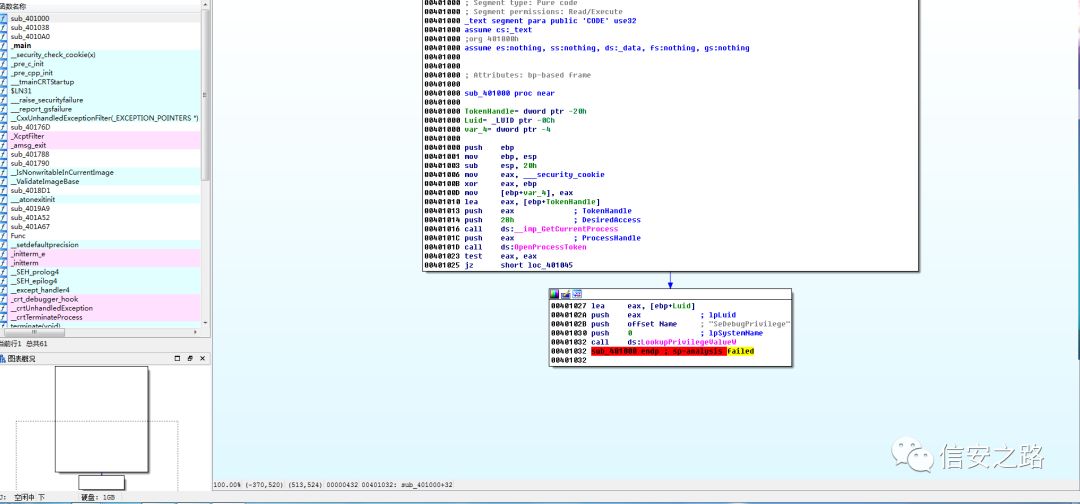 函数名称
sub_401000
sub_401038
sub_4010A0
_main
__security_check_cookie(x)
_pre_c_init
_pre_cpp_init
__tmainCRTStartup
$LN31
___raise_securityfailure
___report_gsfailure
__CxxUnhandledExceptionFilter(_EXCEPTION_POINTERS *)
sub_40176D
_XcptFilter
_amsg_exit
sub_401788
sub_401790
__IsNonwritableInCurrentImage
__ValidateImageBase
sub_4018D1
___atonexitinit
sub_4019A9
sub_401A52
sub_401A67
Func
__setdefaultprecision
_initterm_e
_initterm
__SEH_prolog4
__SEH_epilog4
__except_handler4
_crt_debugger_hook
__crtUnhandledException
__crtTerminateProcess
terminate(void)
当前行1 总共61
图表概况
00401000 ; Segment type: Pure code
00401000 ; Segment permissions: Read/Execute
00401000 _text segment para public 'CODE' use32
00401000 assume cs:_text
00401000 ;org 401000h
00401000 assume es:nothing, ss:nothing, ds:_data, fs:nothing, gs:nothing
00401000
00401000
00401000 ; Attributes: bp-based frame
00401000
00401000 sub_401000 proc near
00401000
00401000 TokenHandle= dword ptr -20h
00401000 Luid= _LUID ptr -0Ch
00401000 var_4= dword ptr -4
00401000
00401000 push ebp
00401001 mov ebp, esp
00401003 sub esp, 20h
00401006 mov eax, ___security_cookie
0040100B xor eax, ebp
0040100D mov [ebp+var_4], eax
00401010 lea eax, [ebp+TokenHandle]
00401013 push eax ; TokenHandle
00401014 push 28h ; DesiredAccess
00401016 call ds:__imp_GetCurrentProcess
0040101C push eax ; ProcessHandle
0040101D call ds:OpenProcessToken
00401023 test eax, eax
00401025 jz short loc_401045
00401027 lea eax, [ebp+Luid]
0040102A push eax ; lpLuid
0040102B push offset Name ; "SeDebugPrivilege"
00401030 push 0 ; lpSystemName
00401032 call ds:LookupPrivilegeValueW
00401032 sub_401000 endp ; sp-analysis failed
00401032
信安之路
100.00% (-370,520) (513,524) 00000432 00401032: sub_401000+32
空闲中 下 硬盘: 1GB